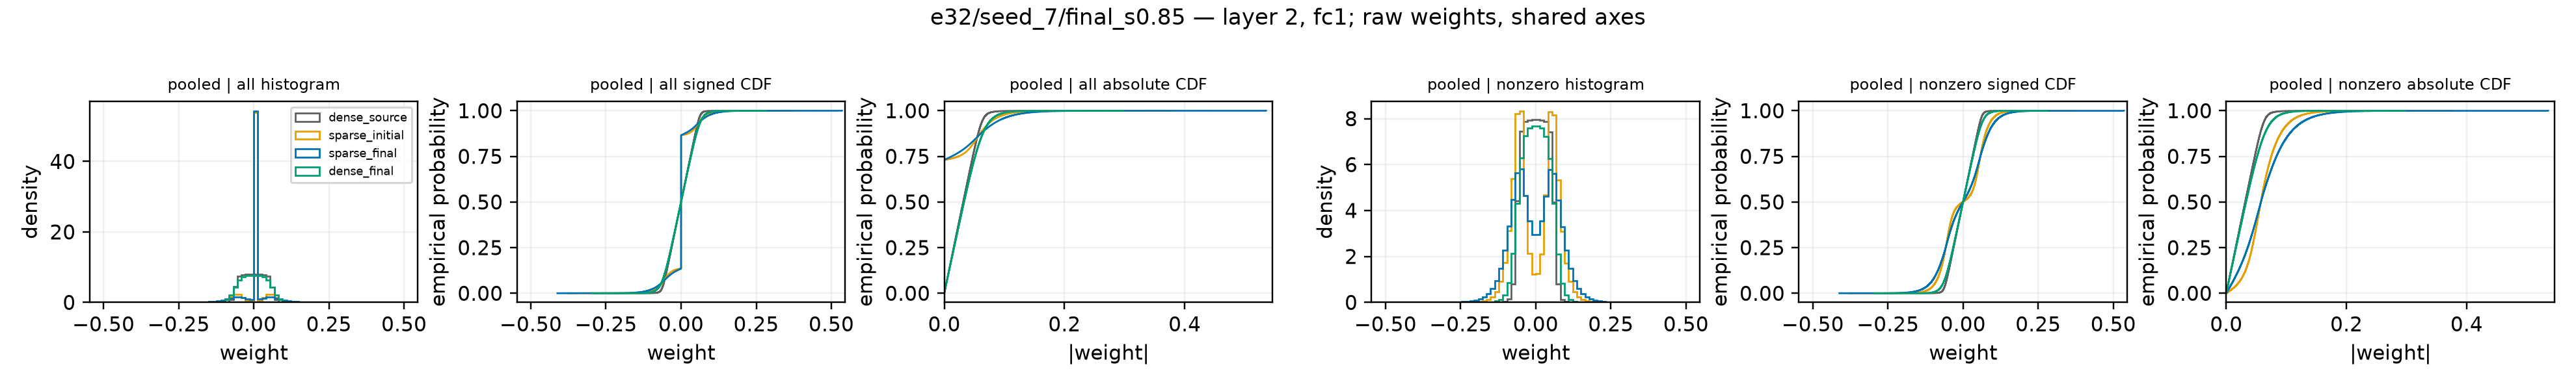 e32/seed_7/final_s0.85 — layer 2, fc1; raw weights, shared axes
pooled | all histogram
density
0
20
40
−0.50
−0.25
0.00
0.25
0.50
weight
dense_source
sparse_initial
sparse_final
dense_final
pooled | all signed CDF
empirical probability
0.00
0.25
0.50
0.75
1.00
−0.50
−0.25
0.00
0.25
0.50
weight
pooled | all absolute CDF
empirical probability
0.00
0.25
0.50
0.75
1.00
0.0
0.2
0.4
|weight|
pooled | nonzero histogram
density
0
2
4
6
8
−0.50
−0.25
0.00
0.25
0.50
weight
pooled | nonzero signed CDF
empirical probability
0.00
0.25
0.50
0.75
1.00
−0.50
−0.25
0.00
0.25
0.50
weight
pooled | nonzero absolute CDF
empirical probability
0.00
0.25
0.50
0.75
1.00
0.0
0.2
0.4
|weight|